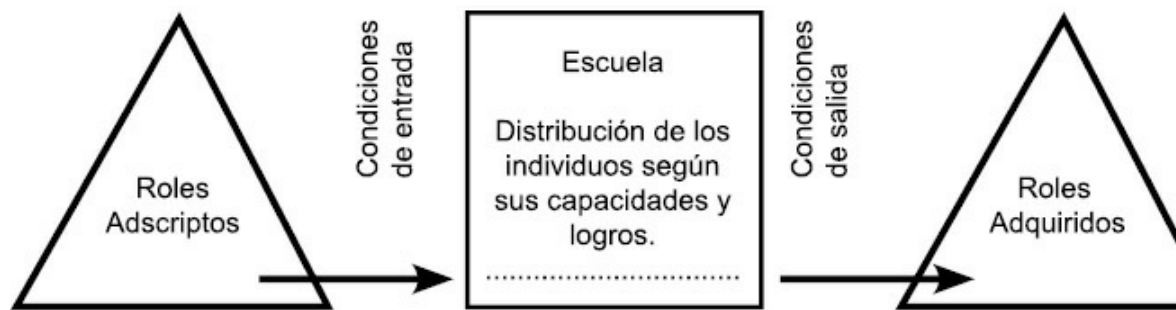 Roles
Adscriptos
Condiciones
de entrada
Escuela
Distribución de los
individuos según
sus capacidades y
logros.
Condiciones
de salida
Roles
Adquiridos